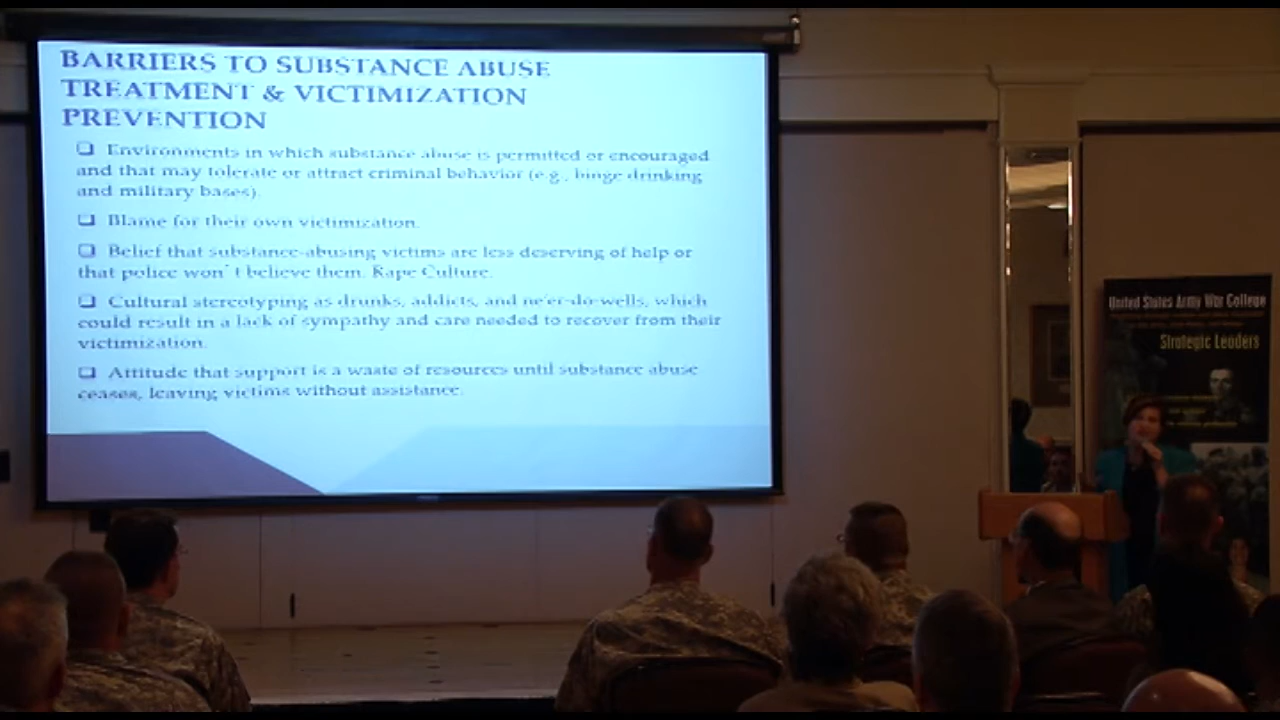 BARRIERS TO SUBSTANCE ABUSE
TREATMENT & VICTIMIZATION
PREVENTION
❑ Environments in which substance abuse is permitted or encouraged
and that may tolerate or attract criminal behavior (e.g., binge drinking
and military bases).
❑ Blame for their own victimization.
❑ Belief that substance-abusing victims are less deserving of help or
that police won't believe them. Rape Culture.
❑ Cultural stereotyping as drunks, addicts, and ne'er-do-wells, which
could result in a lack of sympathy and care needed to recover from their
victimization.
❑ Attitude that support is a waste of resources until substance abuse
ceases, leaving victims without assistance.
United States Army War College
Strategic Leaders